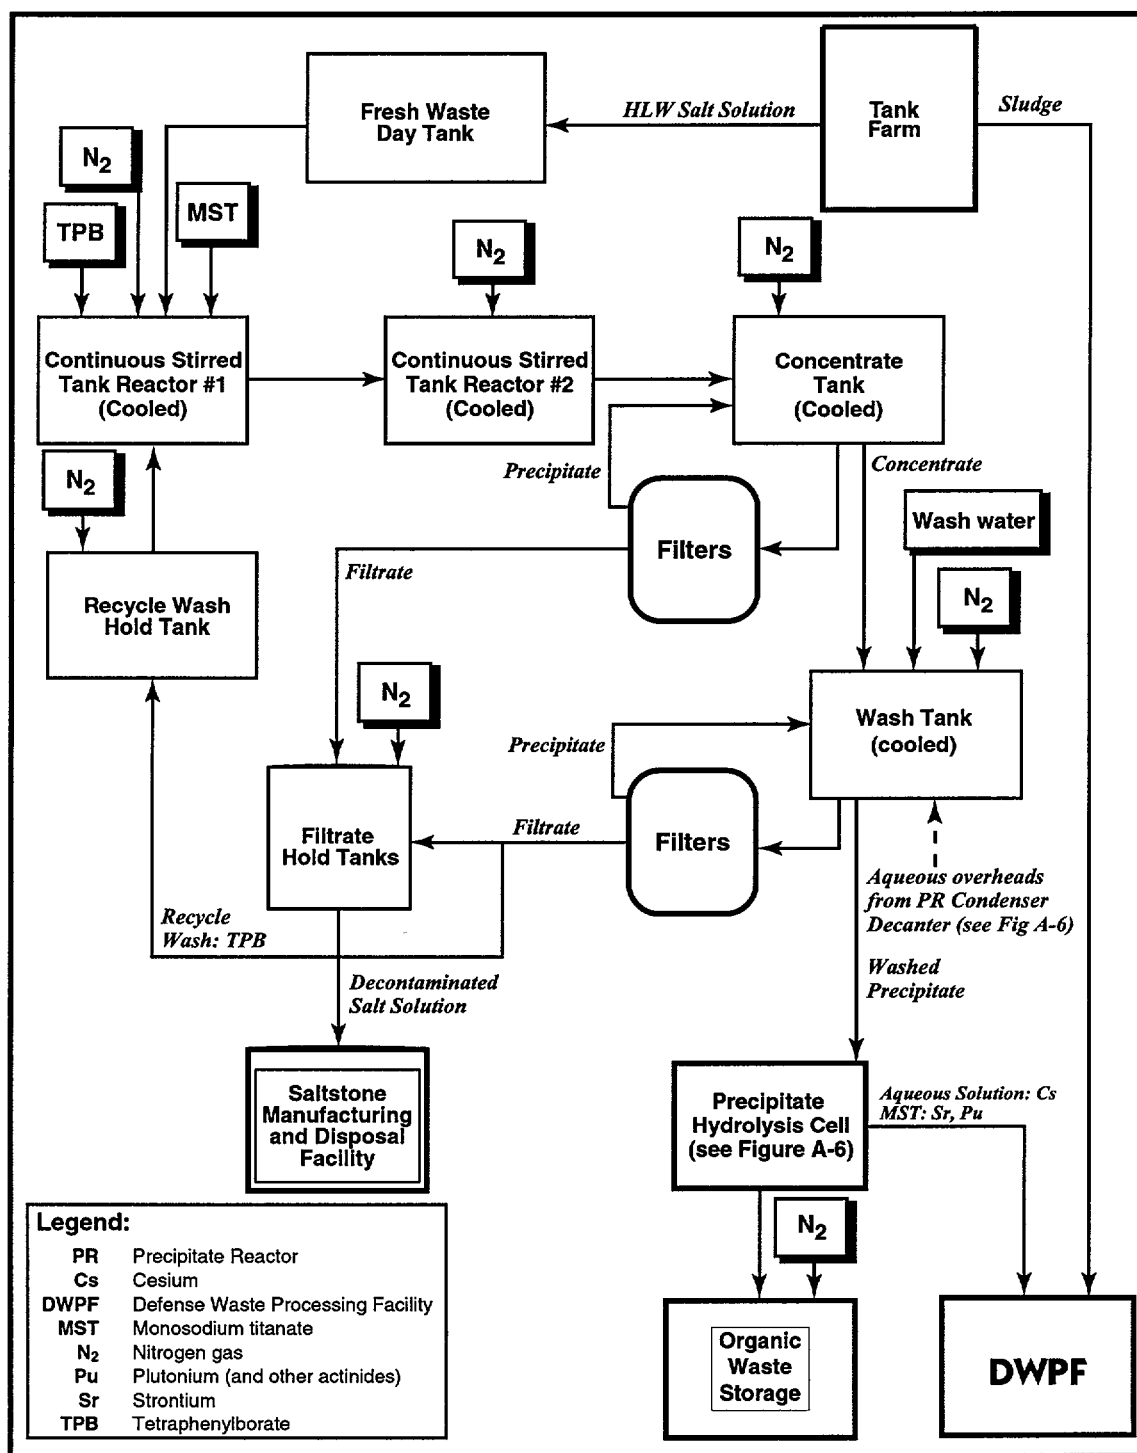 Fresh Waste
Day Tank
HLW Salt Solution
Tank
Farm
Sludge
N2
TPB
MST
N2
N2
Continuous Stirred
Tank Reactor #1
(Cooled)
Continuous Stirred
Tank Reactor #2
(Cooled)
Concentrate
Tank
(Cooled)
N2
Precipitate
Concentrate
Filters
Wash water
Filtrate
N2
Recycle Wash
Hold Tank
N2
Wash Tank
(cooled)
Precipitate
Filtrate
Hold Tanks
Filtrate
Filters
Aqueous overheads
from PR Condenser
Decanter (see Fig A-6)
Recycle
Wash: TPB
Washed
Precipitate
Decontaminated
Salt Solution
Saltstone
Manufacturing
and Disposal
Facility
Precipitate
Hydrolysis Cell
(see Figure A-6)
Aqueous Solution: Cs
MST: Sr, Pu
N2
Organic
Waste
Storage
DWPF
Legend:
PR Precipitate Reactor
Cs Cesium
DWPF Defense Waste Processing Facility
MST Monosodium titanate
N2 Nitrogen gas
Pu Plutonium (and other actinides)
Sr Strontium
TPB Tetraphenylborate